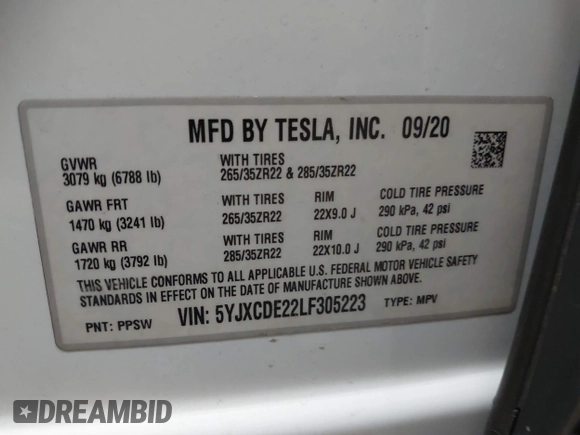 MFD BY TESLA, INC. 09/20
GVWR
3079 kg (6788 lb)
WITH TIRES
265/35ZR22 & 285/35ZR22
GAWR FRT
1470 kg (3241 lb)
WITH TIRES
265/35ZR22
RIM
22X9.0 J
COLD TIRE PRESSURE
290 kPa, 42 psi
GAWR RR
1720 kg (3792 lb)
WITH TIRES
285/35ZR22
RIM
22X10.0 J
COLD TIRE PRESSURE
290 kPa, 42 psi
THIS VEHICLE CONFORMS TO ALL APPLICABLE U.S. FEDERAL MOTOR VEHICLE SAFETY
STANDARDS IN EFFECT ON THE DATE OF MANUFACTURE SHOWN ABOVE.
PNT: PPSW
VIN: 5YJXCDE22LF305223
TYPE: MPV
DREAMBID